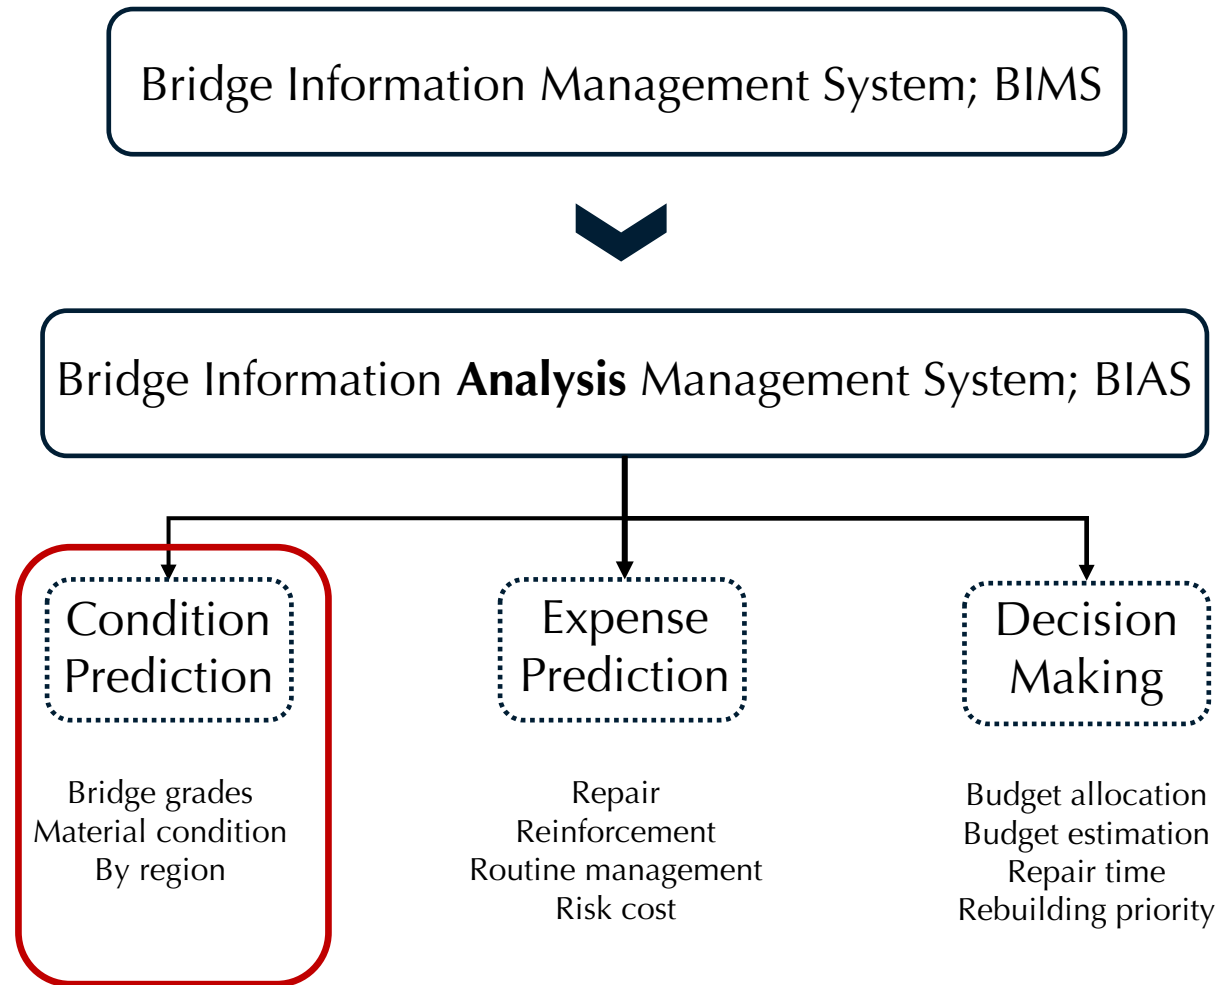 Bridge Information Management System; BIMS
Bridge Information Analysis Management System; BIAS
Condition
Prediction
Bridge grades
Material condition
By region
Expense
Prediction
Repair
Reinforcement
Routine management
Risk cost
Decision
Making
Budget allocation
Budget estimation
Repair time
Rebuilding priority